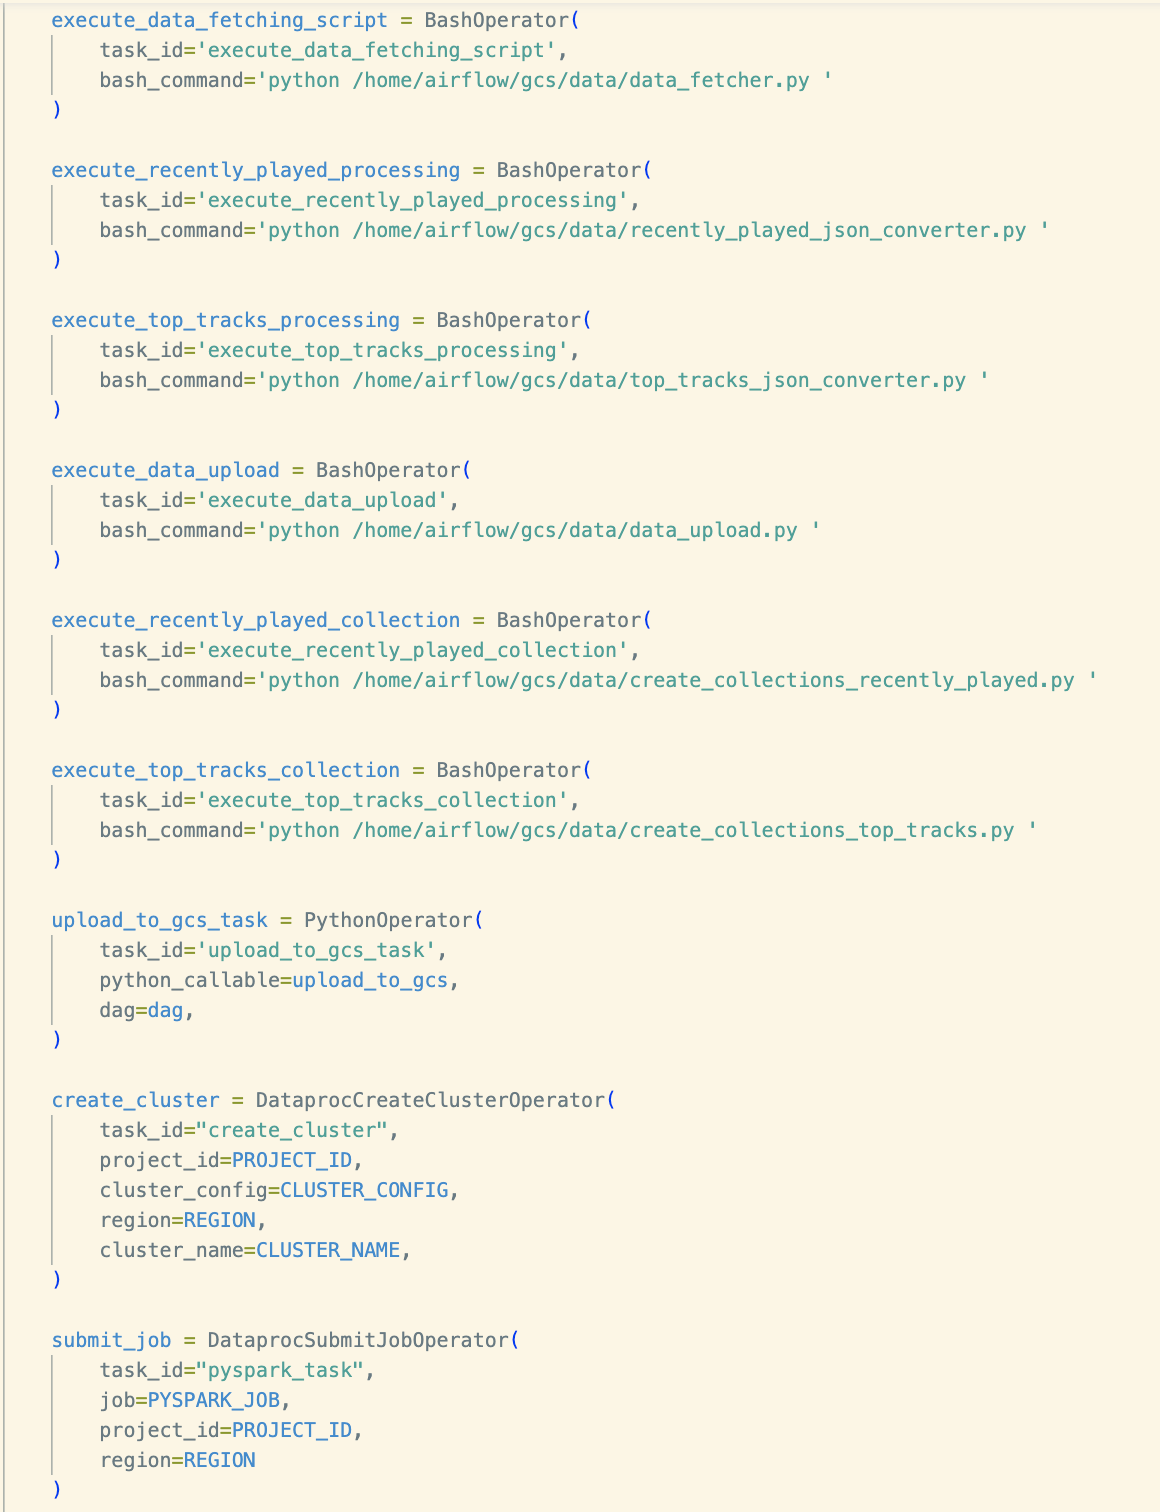 execute_data_fetching_script = BashOperator(
    task_id='execute_data_fetching_script',
    bash_command='python /home/airflow/gcs/data/data_fetcher.py '
)

execute_recently_played_processing = BashOperator(
    task_id='execute_recently_played_processing',
    bash_command='python /home/airflow/gcs/data/recently_played_json_converter.py '
)

execute_top_tracks_processing = BashOperator(
    task_id='execute_top_tracks_processing',
    bash_command='python /home/airflow/gcs/data/top_tracks_json_converter.py '
)

execute_data_upload = BashOperator(
    task_id='execute_data_upload',
    bash_command='python /home/airflow/gcs/data/data_upload.py '
)

execute_recently_played_collection = BashOperator(
    task_id='execute_recently_played_collection',
    bash_command='python /home/airflow/gcs/data/create_collections_recently_played.py '
)

execute_top_tracks_collection = BashOperator(
    task_id='execute_top_tracks_collection',
    bash_command='python /home/airflow/gcs/data/create_collections_top_tracks.py '
)

upload_to_gcs_task = PythonOperator(
    task_id='upload_to_gcs_task',
    python_callable=upload_to_gcs,
    dag=dag,
)

create_cluster = DataprocCreateClusterOperator(
    task_id="create_cluster",
    project_id=PROJECT_ID,
    cluster_config=CLUSTER_CONFIG,
    region=REGION,
    cluster_name=CLUSTER_NAME,
)

submit_job = DataprocSubmitJobOperator(
    task_id="pyspark_task",
    job=PYSPARK_JOB,
    project_id=PROJECT_ID,
    region=REGION
)